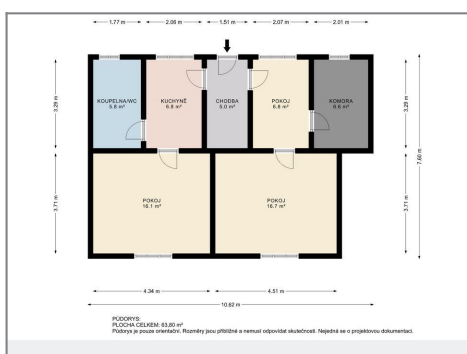 1.77 m
2.06 m
1.51 m
2.07 m
2.01 m
3.29 m
KOUPELNA/WC
5.8 m²
KUCHYNĚ
6.8 m²
CHODBA
5.0 m²
POKOJ
6.8 m²
KOMORA
6.6 m²
3.29 m
7.60 m
3.71 m
POKOJ
16.1 m²
POKOJ
16.7 m²
3.71 m
4.34 m
4.51 m
10.62 m
PŮDORYS:
PLOCHA CELKEM: 63,80 m²
Půdorys je pouze orientační. Rozměry jsou přibližné a nemusí odpovídat skutečnosti. Nejedná se o projektovou dokumentaci.